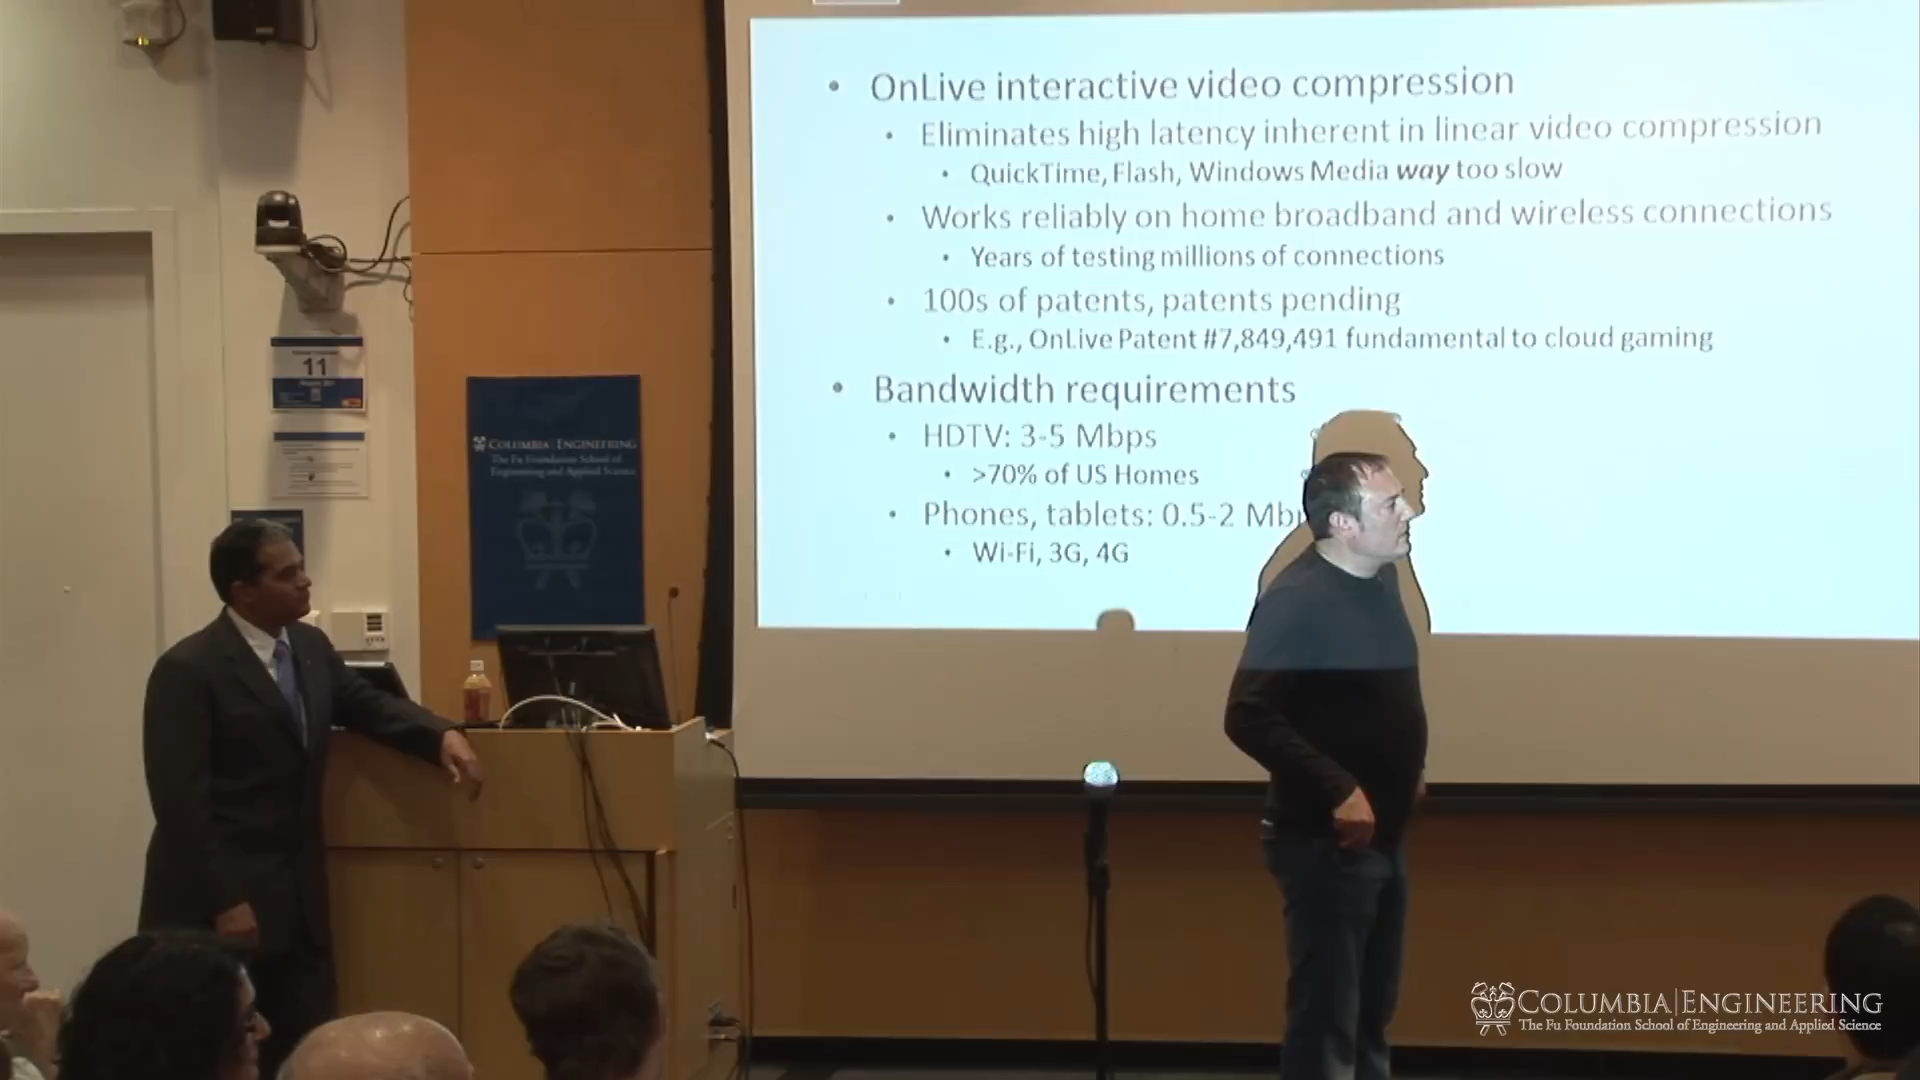 • OnLive interactive video compression
• Eliminates high latency inherent in linear video compression
• QuickTime, Flash, Windows Media way too slow
• Works reliably on home broadband and wireless connections
• Years of testing millions of connections
• 100s of patents, patents pending
• E.g., OnLive Patent #7,849,491 fundamental to cloud gaming
• Bandwidth requirements
• HDTV: 3-5 Mbps
• >70% of US Homes
• Phones, tablets: 0.5-2 Mb
• Wi-Fi, 3G, 4G
11
COLUMBIA | ENGINEERING
The Fu Foundation School of
Engineering and Applied Science
COLUMBIA | ENGINEERING
The Fu Foundation School of Engineering and Applied Science